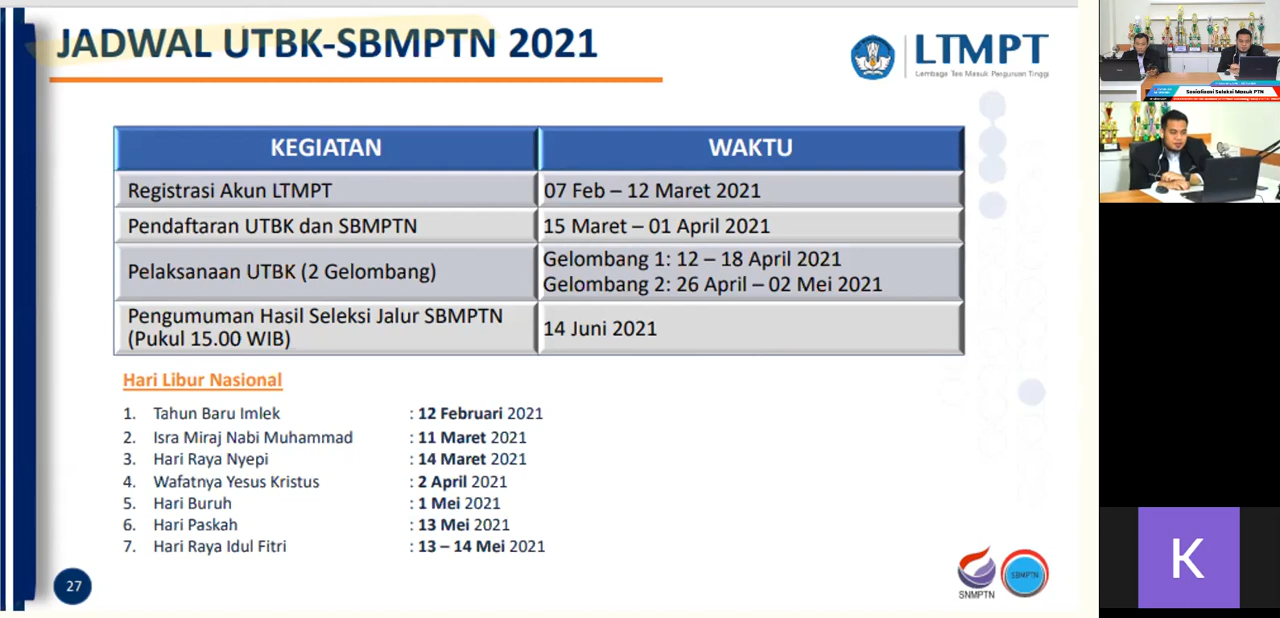 JADWAL UTBK-SBMPTN 2021
LTMPT
Lembaga Tes Masuk Perguruan Tinggi
KEGIATAN WAKTU
Registrasi Akun LTMPT 07 Feb – 12 Maret 2021
Pendaftaran UTBK dan SBMPTN 15 Maret – 01 April 2021
Pelaksanaan UTBK (2 Gelombang) Gelombang 1: 12 – 18 April 2021
Gelombang 2: 26 April – 02 Mei 2021
Pengumuman Hasil Seleksi Jalur SBMPTN
(Pukul 15.00 WIB) 14 Juni 2021
Hari Libur Nasional
1. Tahun Baru Imlek : 12 Februari 2021
2. Isra Miraj Nabi Muhammad : 11 Maret 2021
3. Hari Raya Nyepi : 14 Maret 2021
4. Wafatnya Yesus Kristus : 2 April 2021
5. Hari Buruh : 1 Mei 2021
6. Hari Paskah : 13 Mei 2021
7. Hari Raya Idul Fitri : 13 – 14 Mei 2021
27
SNMPTN
SBMPTN
Sosialisasi Seleksi Masuk PTN
K